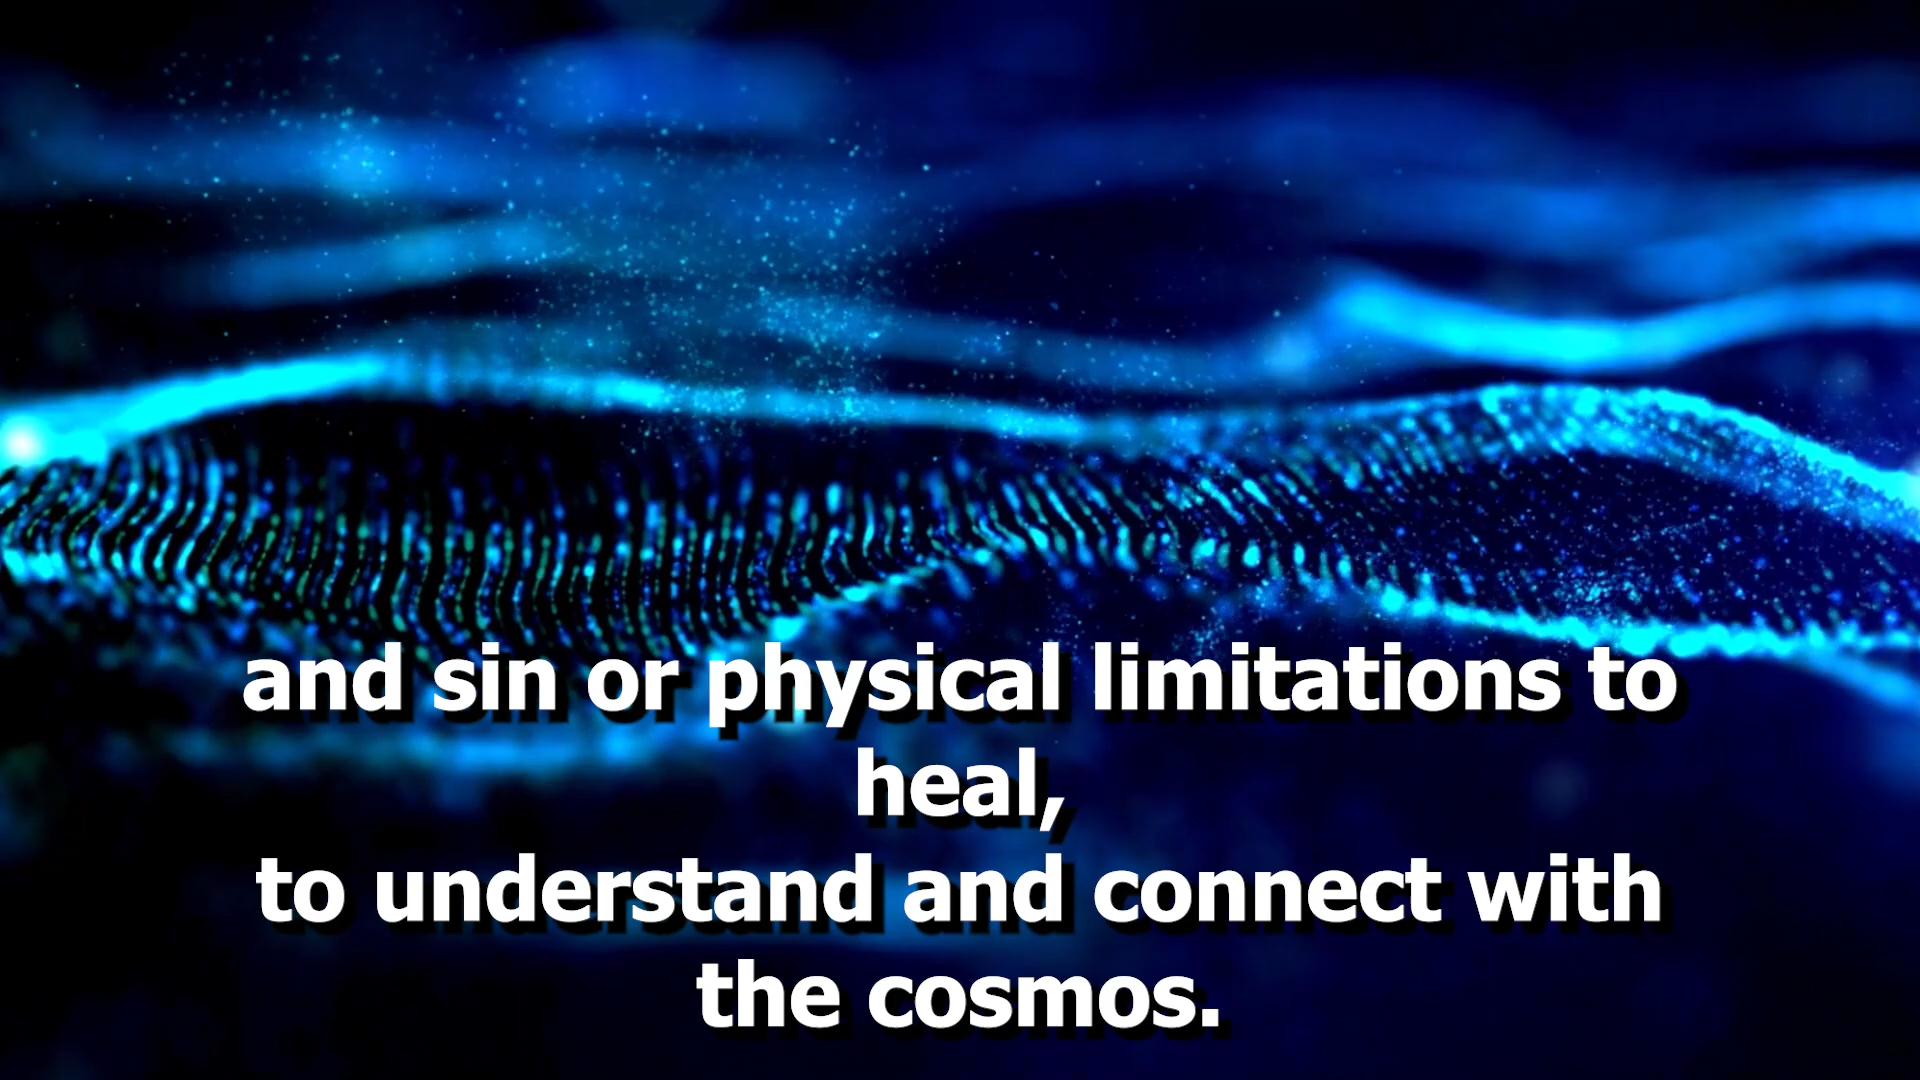 and sin or physical limitations to
heal,
to understand and connect with
the cosmos.